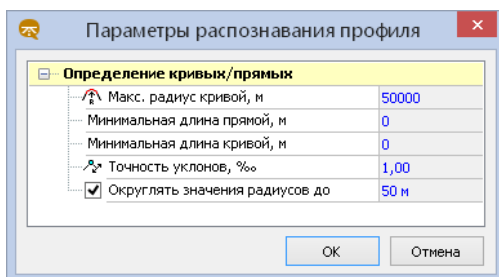 Параметры распознавания профиля
Определение кривых/прямых
Макс. радиус кривой, м 50000
Минимальная длина прямой, м 0
Минимальная длина кривой, м 0
Точность уклонов, ‰ 1,00
Округлять значения радиусов до 50 м
OK Отмена